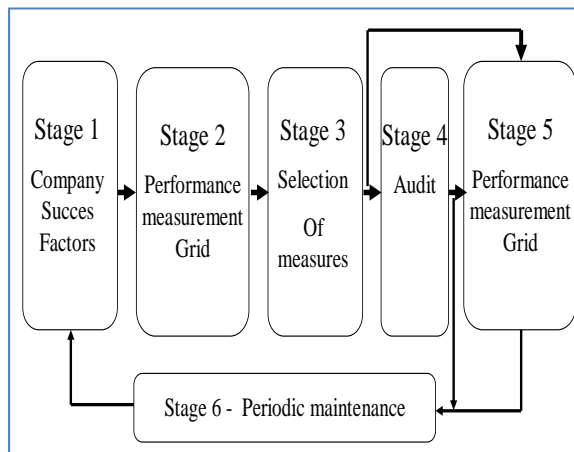 Stage 1
Company
Succes
Factors
Stage 2
Performance
measurement
Grid
Stage 3
Selection
Of
measures
Stage 4
Audit
Stage 5
Performance
measurement
Grid
Stage 6 - Periodic maintenance